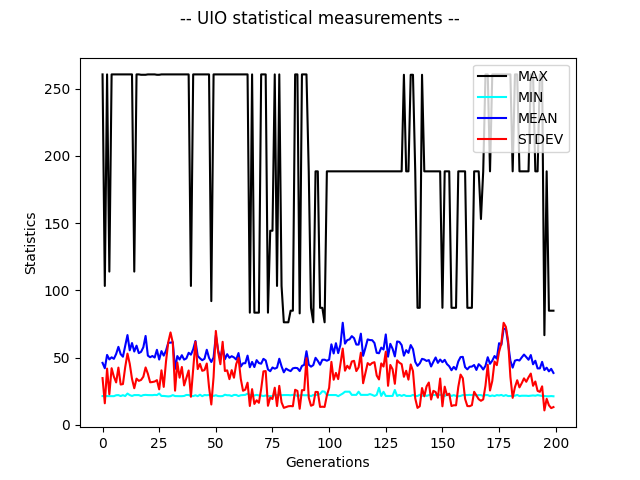 -- UIO statistical measurements --
MAX
MIN
MEAN
STDEV
Statistics
250
200
150
100
50
0
0 25 50 75 100 125 150 175 200
Generations